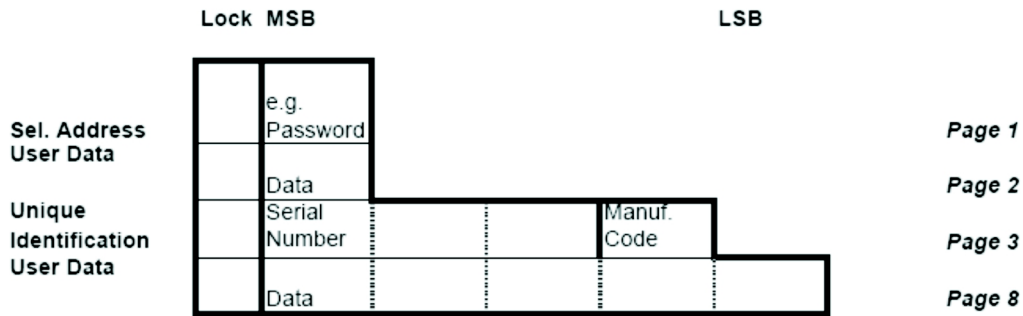 Lock MSB LSB
e.g.
Sel. Address Password Page 1
User Data
Data Page 2
Unique Serial Manuf.
Identification Number Code Page 3
User Data
Data Page 8